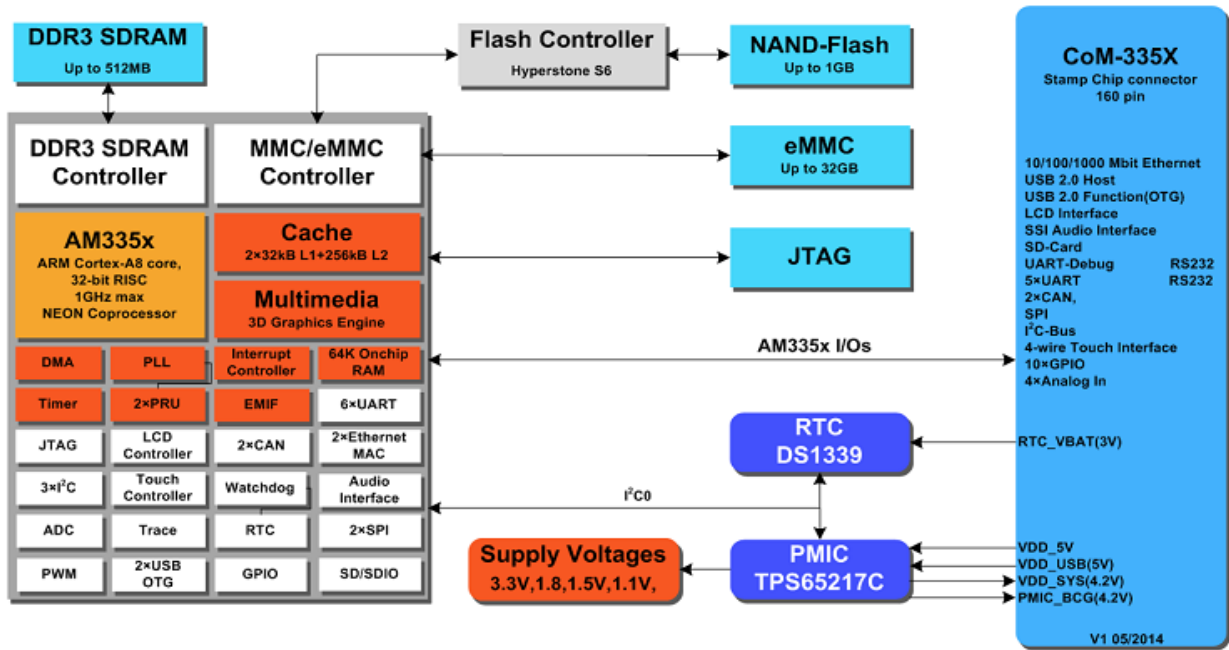 DDR3 SDRAM
Up to 512MB
Flash Controller
Hyperstone S6
NAND-Flash
Up to 1GB
CoM-335X
Stamp Chip connector
160 pin
DDR3 SDRAM
Controller
MMC/eMMC
Controller
eMMC
Up to 32GB
AM335x
ARM Cortex-A8 core,
32-bit RISC
1GHz max
NEON Coprocessor
Cache
2×32kB L1+256kB L2
Multimedia
3D Graphics Engine
JTAG
10/100/1000 Mbit Ethernet
USB 2.0 Host
USB 2.0 Function(OTG)
LCD Interface
SSI Audio Interface
SD-Card
UART-Debug RS232
5×UART RS232
2×CAN,
SPI
I²C-Bus
4-wire Touch Interface
10×GPIO
4×Analog In
AM335x I/Os
DMA
PLL
Interrupt
Controller
64K Onchip
RAM
Timer
2×PRU
EMIF
6×UART
JTAG
LCD
Controller
2×CAN
2×Ethernet
MAC
3×I²C
Touch
Controller
Watchdog
Audio
Interface
ADC
Trace
RTC
2×SPI
PWM
2×USB
OTG
GPIO
SD/SDIO
RTC
DS1339
RTC_VBAT(3V)
I²C0
Supply Voltages
3.3V,1.8,1.5V,1.1V,
PMIC
TPS65217C
VDD_5V
VDD_USB(5V)
VDD_SYS(4.2V)
PMIC_BCG(4.2V)
V1 05/2014